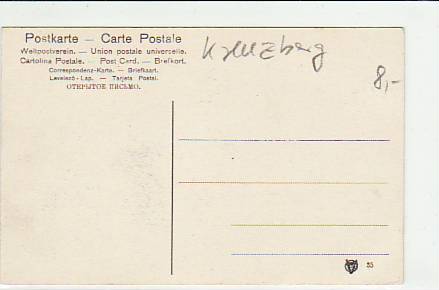 Postkarte — Carte Postale
Weltpostverein. — Union postale universelle.
Cartolina Postale. — Post Card. — Brefkort.
Correspondenz-Karte. — Briefkaart.
Levelező-Lap. — Tarjeta Postal.
ОТКРЫТОЕ ПИСЬМО.
Kreuzberg
8,-
35